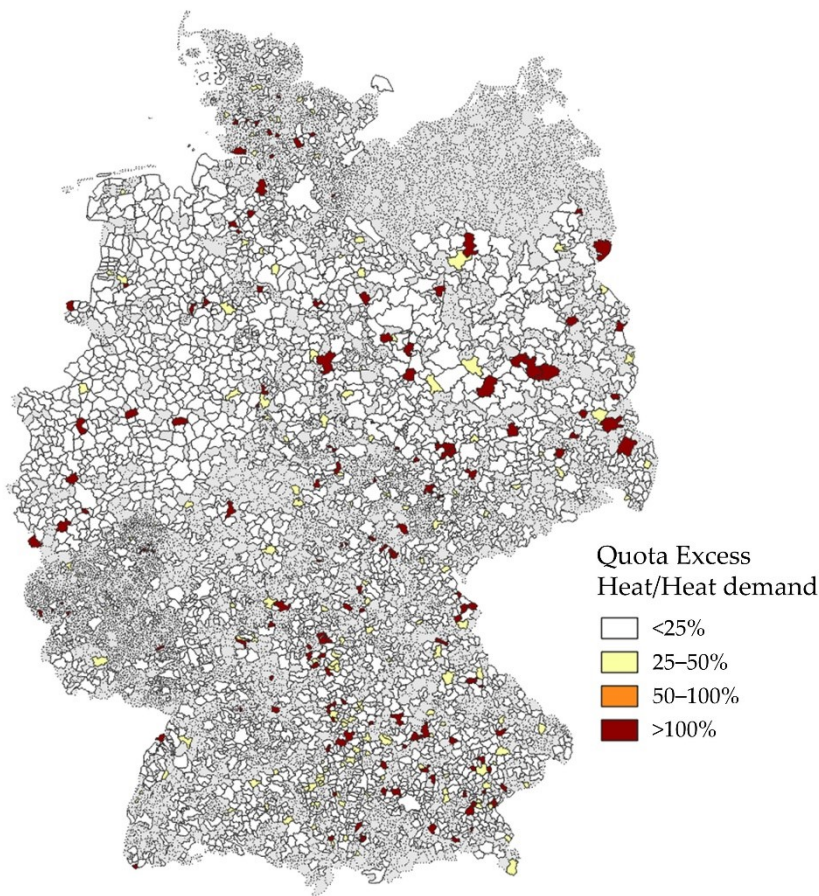 Quota Excess
Heat/Heat demand
<25%
25–50%
50–100%
>100%